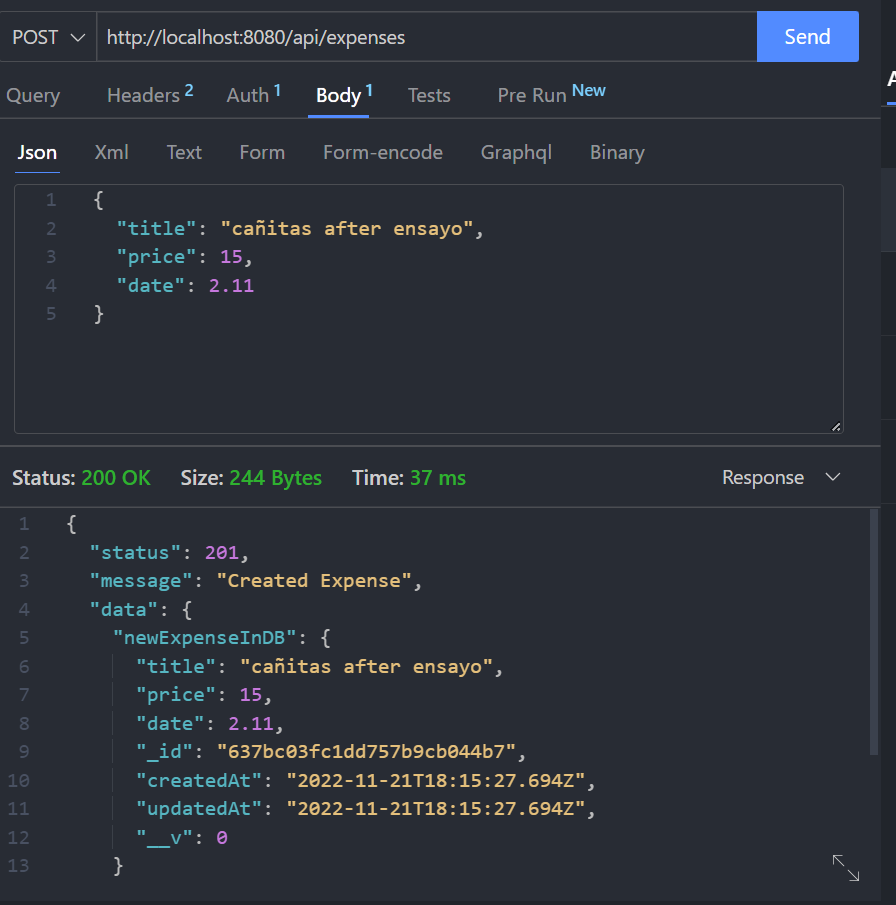 POST http://localhost:8080/api/expenses Send
Query Headers 2 Auth 1 Body 1 Tests Pre Run New
A
Json Xml Text Form Form-encode Graphql Binary
1 {
2 "title": "cañitas after ensayo",
3 "price": 15,
4 "date": 2.11
5 }
Status: 200 OK Size: 244 Bytes Time: 37 ms Response
1 {
2 "status": 201,
3 "message": "Created Expense",
4 "data": {
5 "newExpenseInDB": {
6 "title": "cañitas after ensayo",
7 "price": 15,
8 "date": 2.11,
9 "_id": "637bc03fc1dd757b9cb044b7",
10 "createdAt": "2022-11-21T18:15:27.694Z",
11 "updatedAt": "2022-11-21T18:15:27.694Z",
12 "__v": 0
13 }